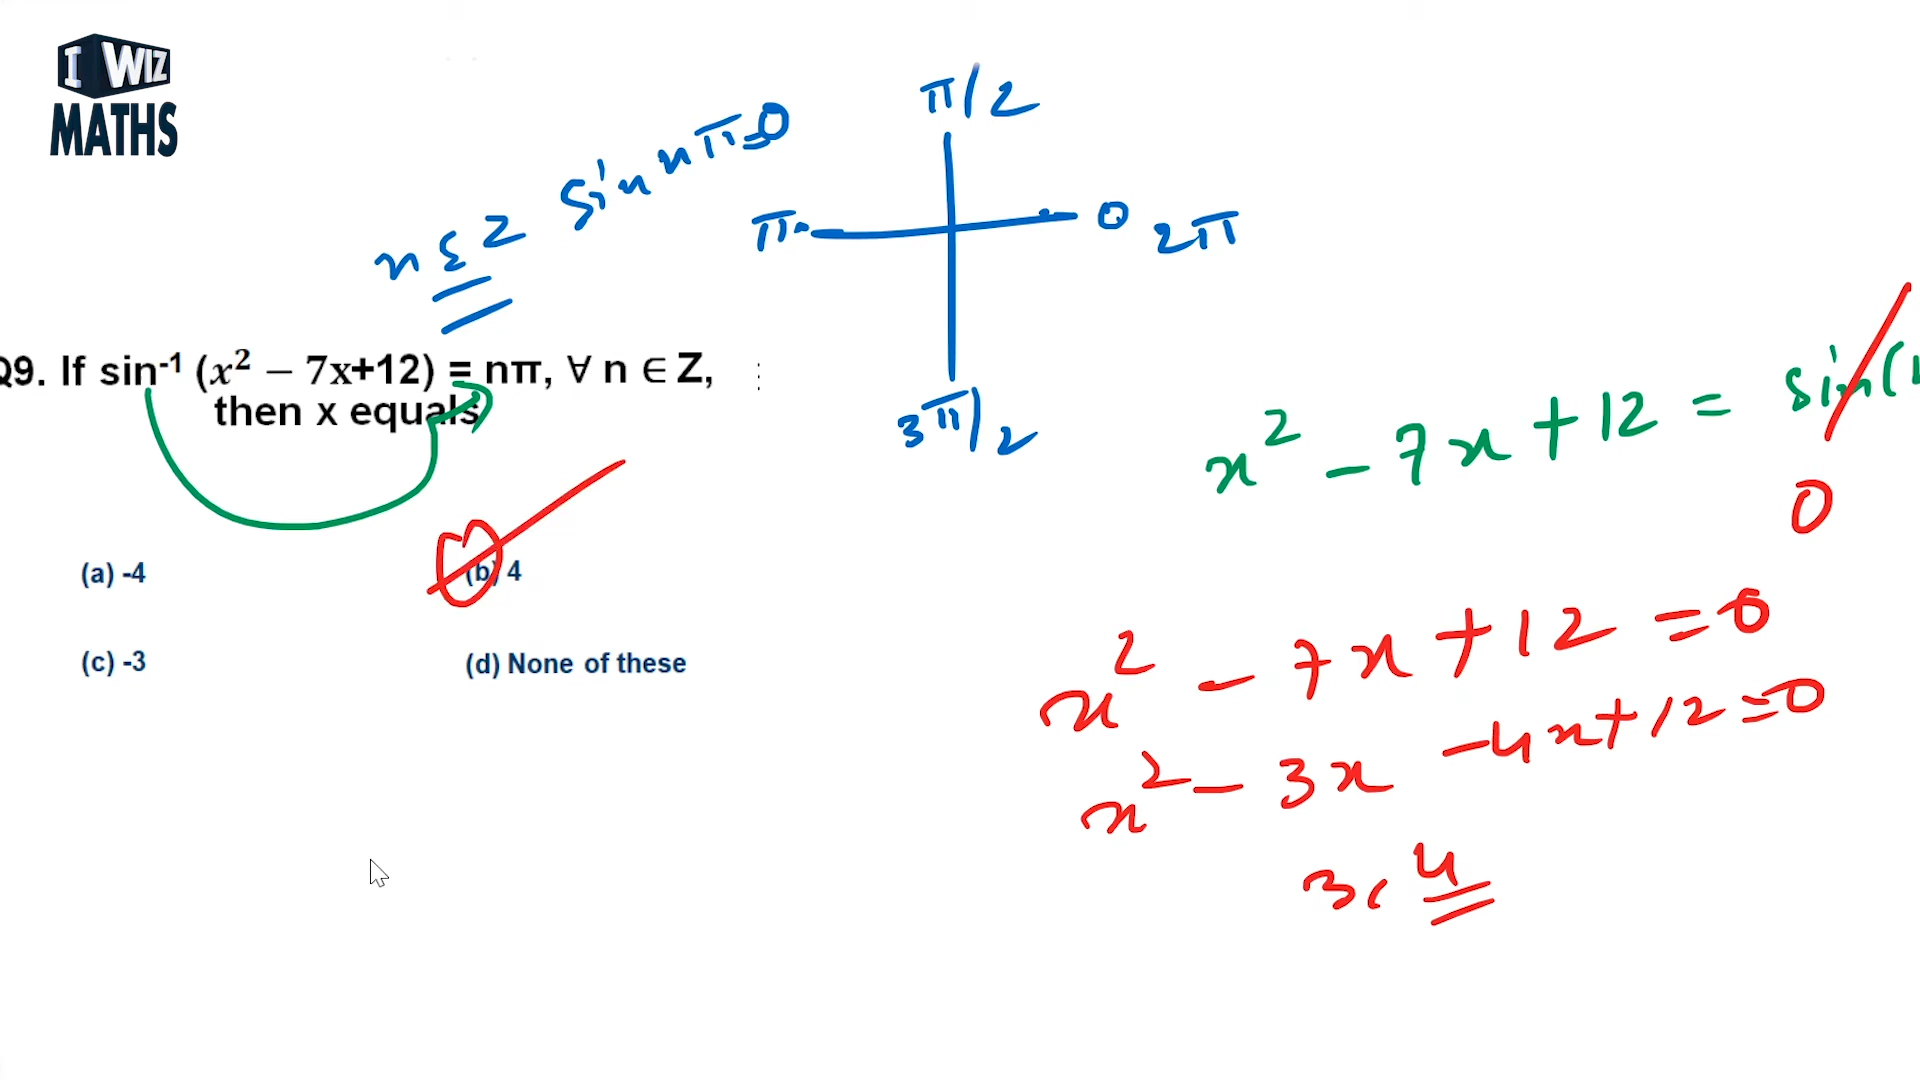 I WIZ
MATHS
n ε Z sin nπ=0
π/2
π
0 2π
3π/2
Q9. If sin⁻¹ (x² − 7x+12) = nπ, ∀ n ∈ Z,
then x equals
x² − 7x + 12 = sin(
0
(a) -4
(b) 4
(c) -3
(d) None of these
x² − 7x + 12 = 0
x² − 3x − 4x + 12 = 0
3, 4